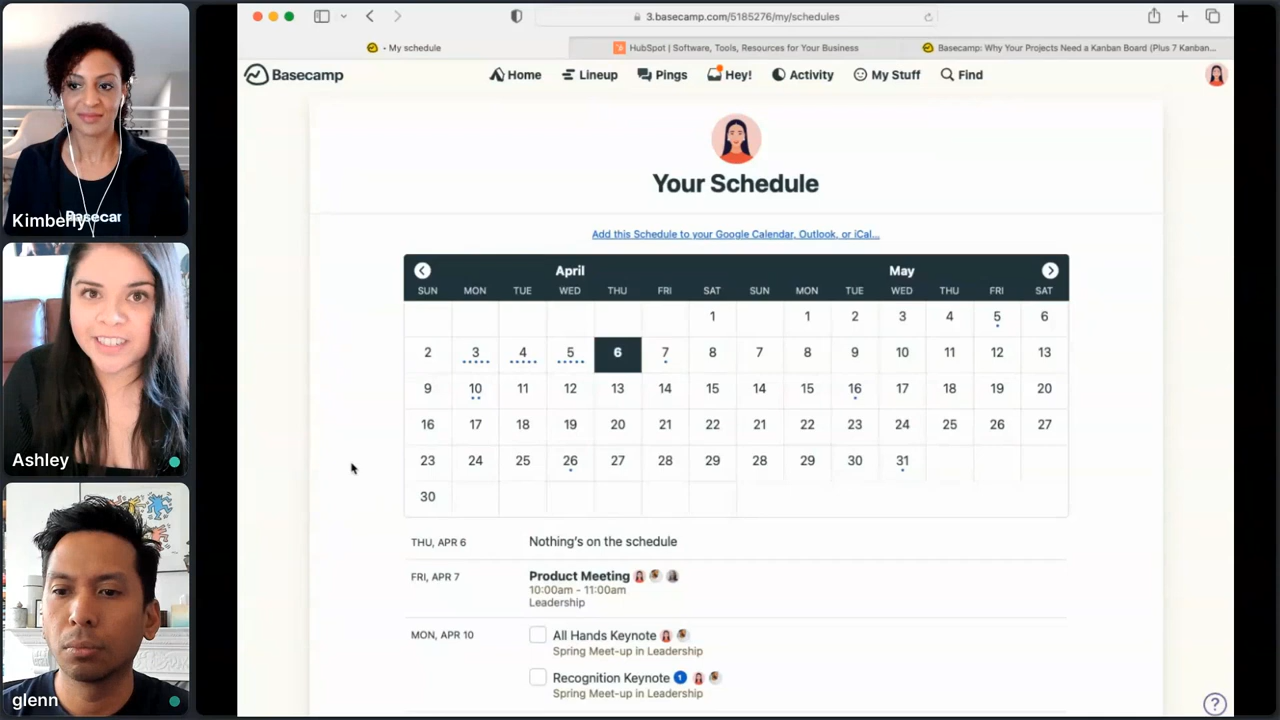 3.basecamp.com/5185276/my/schedules
My schedule
HubSpot | Software, Tools, Resources for Your Business
Basecamp: Why Your Projects Need a Kanban Board (Plus 7 Kanban...
Basecamp
Home Lineup Pings Hey! Activity My Stuff Find
Your Schedule
Add this Schedule to your Google Calendar, Outlook, or iCal...
April May
SUN MON TUE WED THU FRI SAT SUN MON TUE WED THU FRI SAT
1 1 2 3 4 5 6
2 3 4 5 6 7 8 7 8 9 10 11 12 13
9 10 11 12 13 14 15 14 15 16 17 18 19 20
16 17 18 19 20 21 22 21 22 23 24 25 26 27
23 24 25 26 27 28 29 28 29 30 31
30
THU, APR 6 Nothing's on the schedule
FRI, APR 7 Product Meeting
10:00am - 11:00am
Leadership
MON, APR 10 All Hands Keynote
Spring Meet-up in Leadership
Recognition Keynote 1
Spring Meet-up in Leadership
?
Basecar
Kimberly
Ashley
glenn